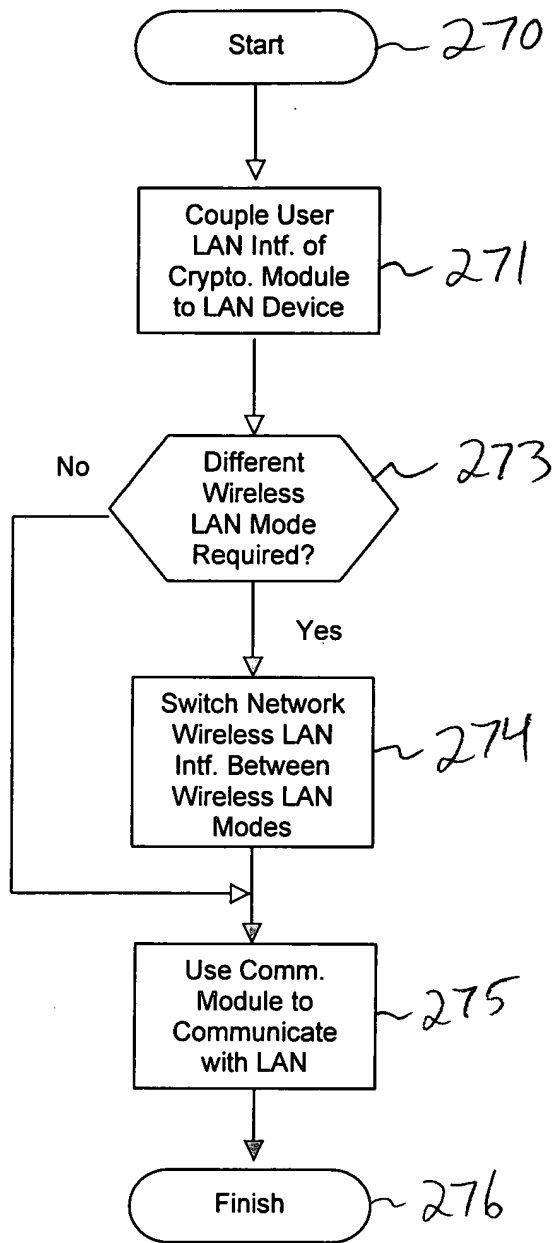 Start
270
Couple User
LAN Intf. of
Crypto. Module
to LAN Device
271
No
Different
Wireless
LAN Mode
Required?
273
Yes
Switch Network
Wireless LAN
Intf. Between
Wireless LAN
Modes
274
Use Comm.
Module to
Communicate
with LAN
275
Finish
276